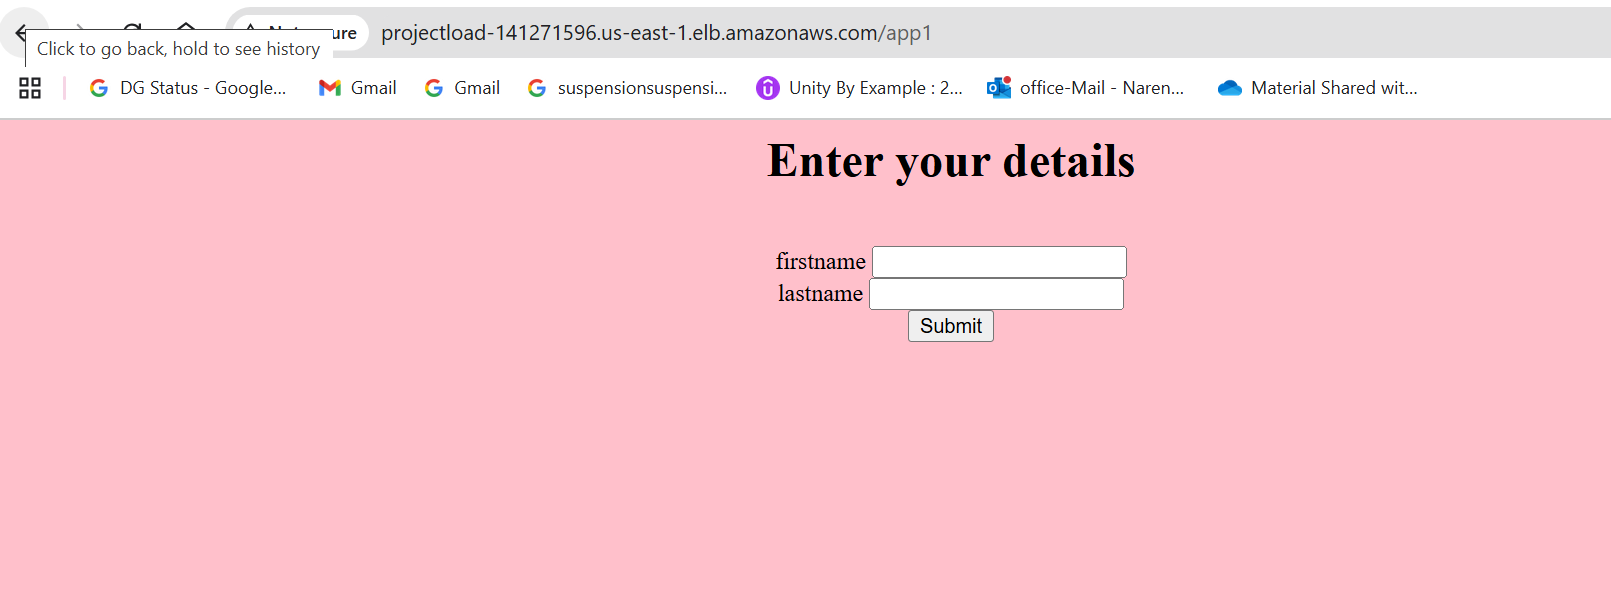 ure projectload-141271596.us-east-1.elb.amazonaws.com/app1
Click to go back, hold to see history
DG Status - Google... Gmail Gmail suspensionsuspensi... Unity By Example : 2... office-Mail - Naren... Material Shared wit...
Enter your details
firstname
lastname
Submit